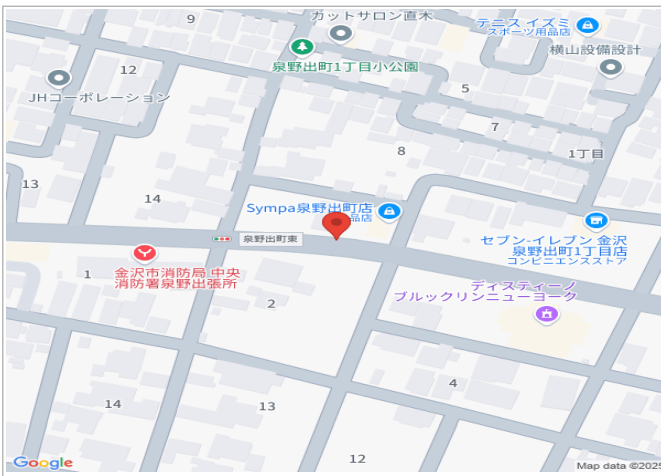 9
ガットサロン直木
テニス イズミ
スポーツ用品店
泉野出町1丁目小公園
横山設備設計
12
JHコーポレーション
5
7
8
1丁目
13
14
Sympa泉野出町店
品店
泉野出町東
セブン-イレブン 金沢
泉野出町1丁目店
コンビニエンスストア
金沢市消防局 中央
消防署泉野出張所
1
2
ディスティーノ
ブルックリンニューヨーク
4
14
13
12
Google
Map data ©2025